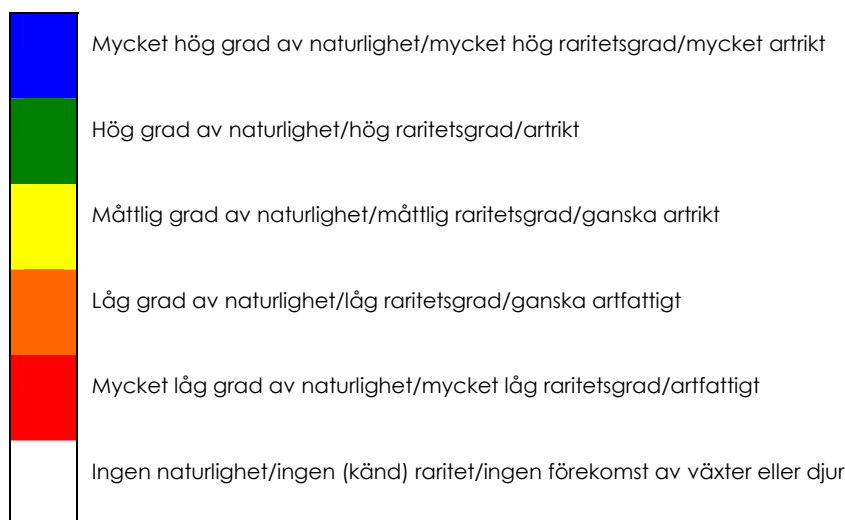 Mycket hög grad av naturlighet/mycket hög raritetsgrad/mycket artrikt
Hög grad av naturlighet/hög raritetsgrad/artrikt
Måttlig grad av naturlighet/måttlig raritetsgrad/ganska artrikt
Låg grad av naturlighet/låg raritetsgrad/ganska artfattigt
Mycket låg grad av naturlighet/mycket låg raritetsgrad/artfattigt
Ingen naturlighet/ingen (känd) raritet/ingen förekomst av växter eller djur